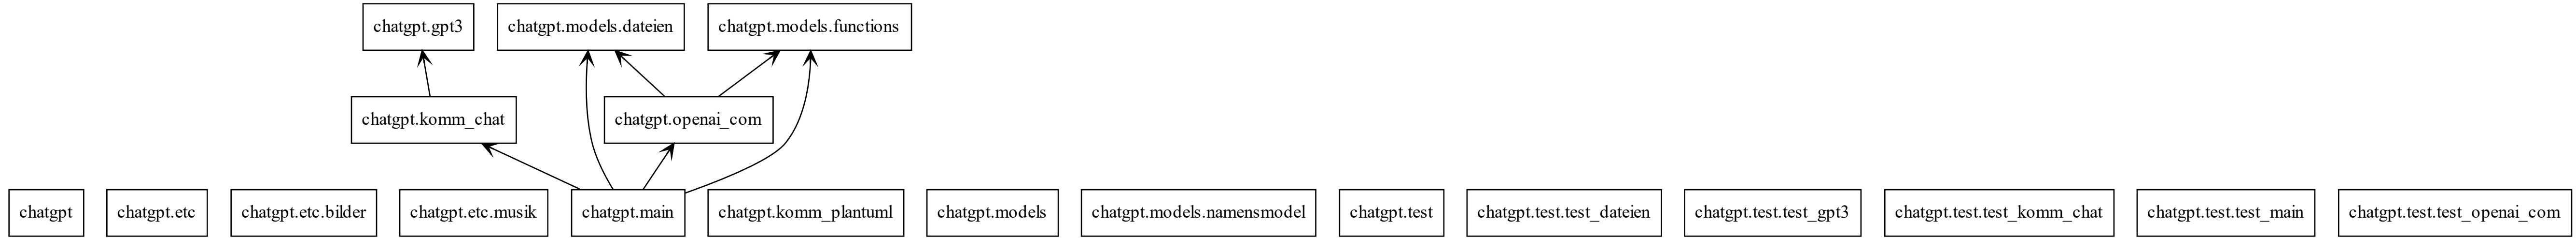 chatgpt.gpt3
chatgpt.models.dateien
chatgpt.models.functions
chatgpt.komm_chat
chatgpt.openai_com
chatgpt
chatgpt.etc
chatgpt.etc.bilder
chatgpt.etc.musik
chatgpt.main
chatgpt.komm_plantuml
chatgpt.models
chatgpt.models.namensmodel
chatgpt.test
chatgpt.test.test_dateien
chatgpt.test.test_gpt3
chatgpt.test.test_komm_chat
chatgpt.test.test_main
chatgpt.test.test_openai_com